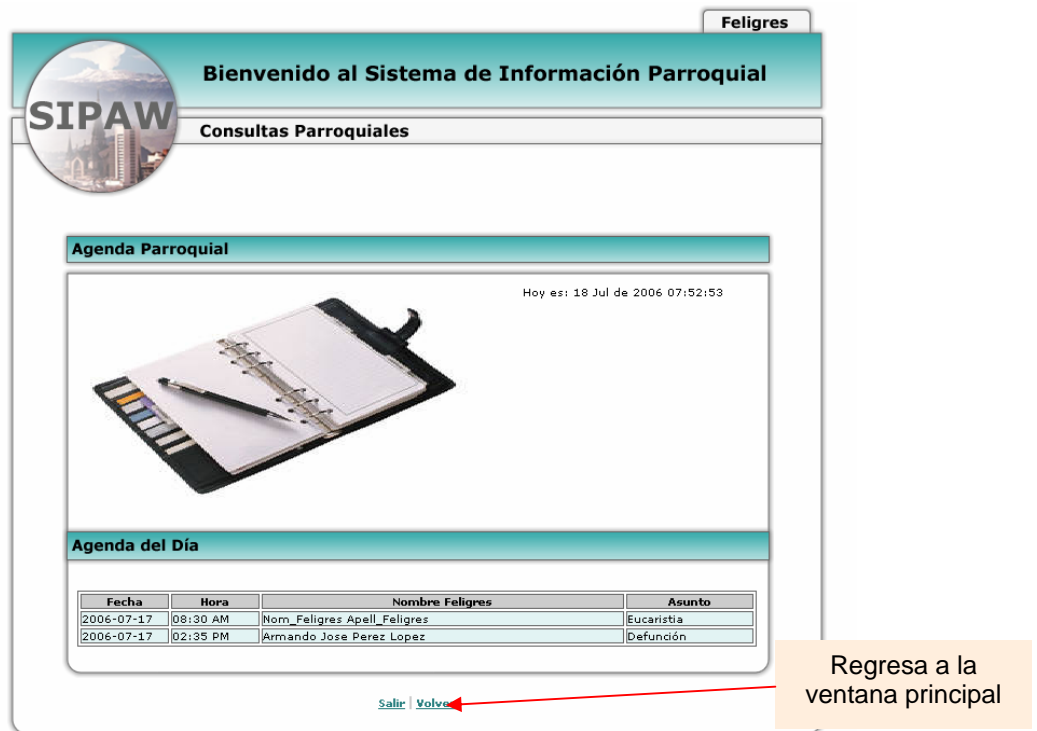 Feligres
Bienvenido al Sistema de Información Parroquial
SIPAW
Consultas Parroquiales
Agenda Parroquial
Hoy es: 18 Jul de 2006 07:52:53
Agenda del Día
Fecha Hora Nombre Feligres Asunto
2006-07-17 08:30 AM Nom_Feligres Apell_Feligres Eucaristia
2006-07-17 02:35 PM Armando Jose Perez Lopez Defunción
Regresa a la
ventana principal
Salir | Volve